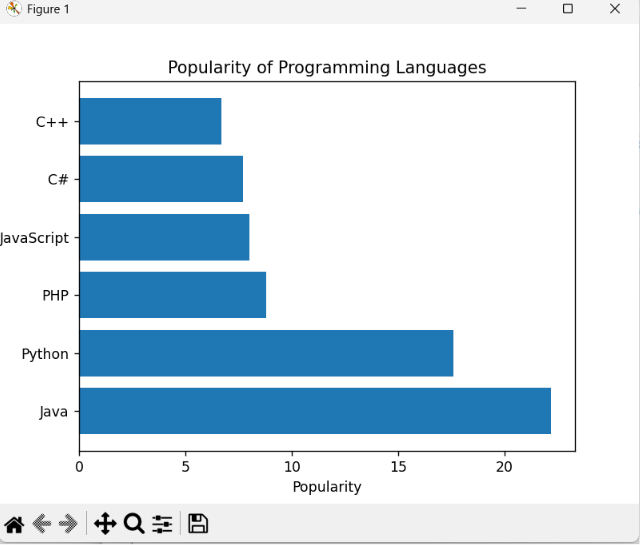 Figure 1
Popularity of Programming Languages
C++
C#
JavaScript
PHP
Python
Java
0 5 10 15 20
Popularity